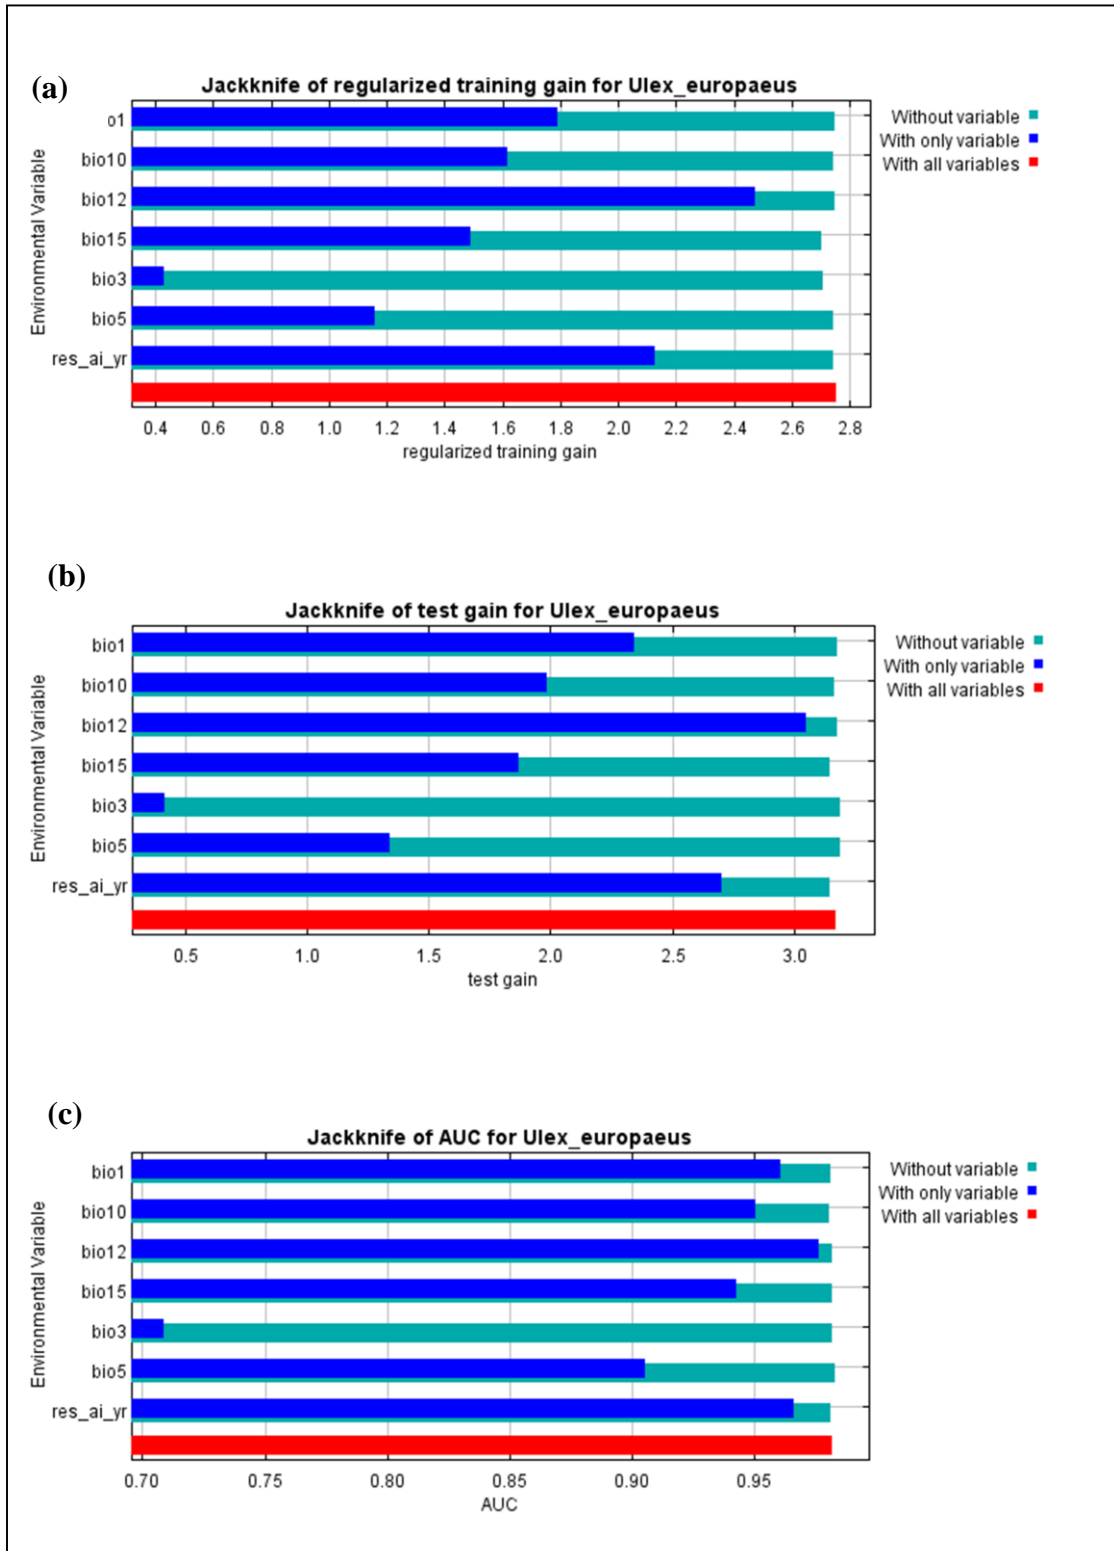 (a)
Jackknife of regularized training gain for Ulex_europaeus
Without variable
With only variable
With all variables
Environmental Variable
o1
bio10
bio12
bio15
bio3
bio5
res_ai_yr
0.4 0.6 0.8 1.0 1.2 1.4 1.6 1.8 2.0 2.2 2.4 2.6 2.8
regularized training gain
(b)
Jackknife of test gain for Ulex_europaeus
Without variable
With only variable
With all variables
Environmental Variable
bio1
bio10
bio12
bio15
bio3
bio5
res_ai_yr
0.5 1.0 1.5 2.0 2.5 3.0
test gain
(c)
Jackknife of AUC for Ulex_europaeus
Without variable
With only variable
With all variables
Environmental Variable
bio1
bio10
bio12
bio15
bio3
bio5
res_ai_yr
0.70 0.75 0.80 0.85 0.90 0.95
AUC